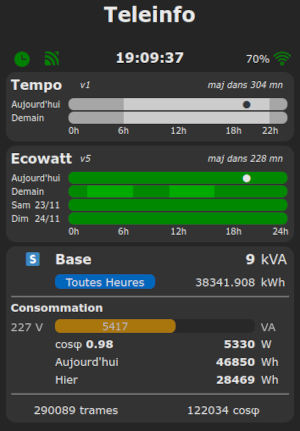 Teleinfo
19:09:37 70%
Tempo v1 maj dans 304 mn
Aujourd'hui
Demain
0h 6h 12h 18h 22h
Ecowatt v5 maj dans 228 mn
Aujourd'hui
Demain
Sam 23/11
Dim 24/11
0h 6h 12h 18h 24h
S Base 9 kVA
Toutes Heures 38341.908 kWh
Consommation
227 V 5417 VA
cosφ 0.98 5330 W
Aujourd'hui 46850 Wh
Hier 28469 Wh
290089 trames 122034 cosφ